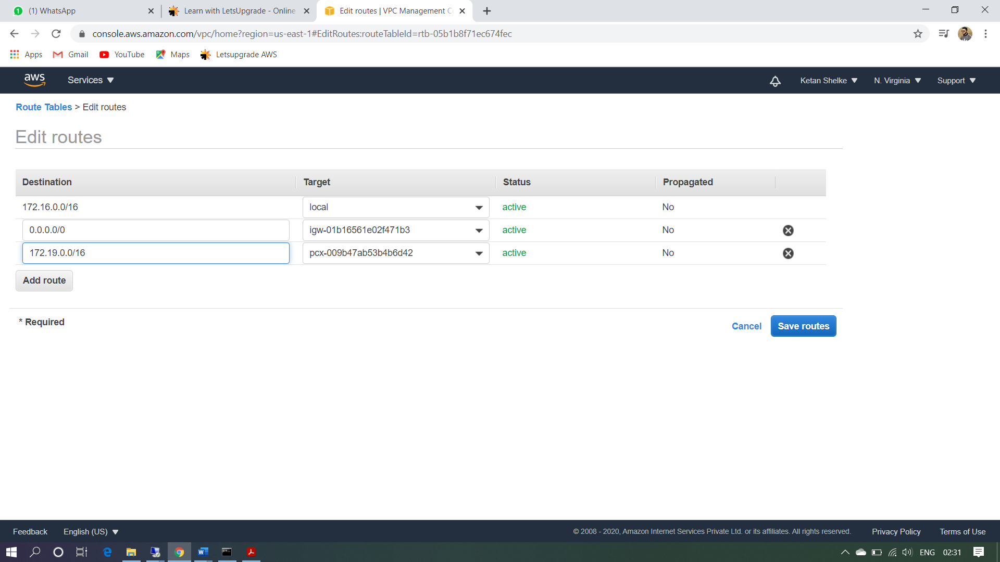 (1) WhatsApp
Learn with LetsUpgrade - Online
Edit routes | VPC Management C
console.aws.amazon.com/vpc/home?region=us-east-1#EditRoutes:routeTableId=rtb-05b1b8f71ec674fec
Apps Gmail YouTube Maps Letsupgrade AWS
aws Services Ketan Shelke N. Virginia Support
Route Tables > Edit routes
Edit routes
Destination Target Status Propagated
172.16.0.0/16 local active No
0.0.0.0/0 igw-01b16561e02f471b3 active No
172.19.0.0/16 pcx-009b47ab53b4b6d42 active No
Add route
* Required
Cancel Save routes
Feedback English (US) © 2008 - 2020, Amazon Internet Services Private Ltd. or its affiliates. All rights reserved. Privacy Policy Terms of Use
ENG 02:31